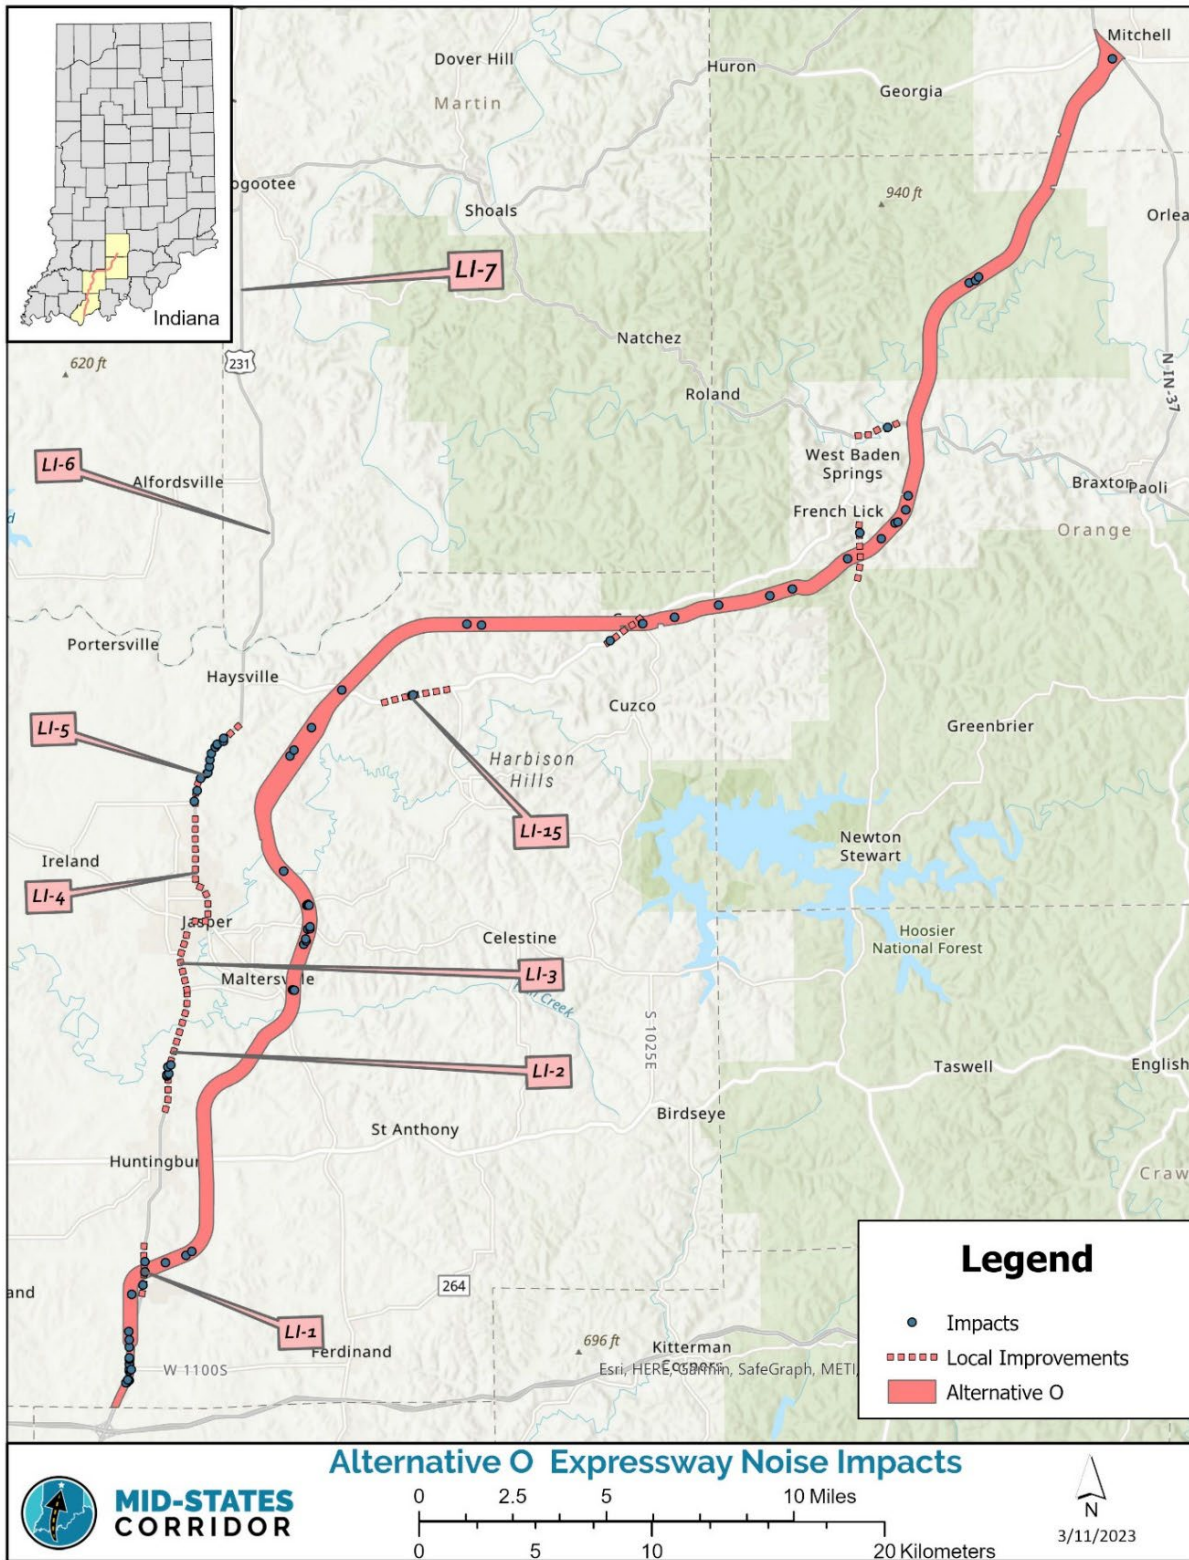 Mitchell
Dover Hill
Huron
Georgia
Martin
ogootee
940 ft
Shoals
Orlea
LI-7
Indiana
Natchez
620 ft
231
N IN-37
Roland
West Baden
Springs
LI-6
Alfordsville
Braxton
Paoli
French Lick
Orange
Portersville
Haysville
Cuzco
LI-5
Greenbrier
Harbison
Hills
LI-15
Newton
Stewart
Ireland
LI-4
Jasper
Celestine
Hoosier
National Forest
LI-3
Maltersville
Creek
S 1025E
LI-2
Taswell
English
Birdseye
St Anthony
Huntingbur
Craw
264
and
LI-1
Ferdinand
696 ft
Kitterman
Corners
W 1100S
Esri, HERE, Garmin, SafeGraph, METI,
Legend
Impacts
Local Improvements
Alternative O
Alternative O Expressway Noise Impacts
MID-STATES
CORRIDOR
0 2.5 5 10 Miles
0 5 10 20 Kilometers
N
3/11/2023